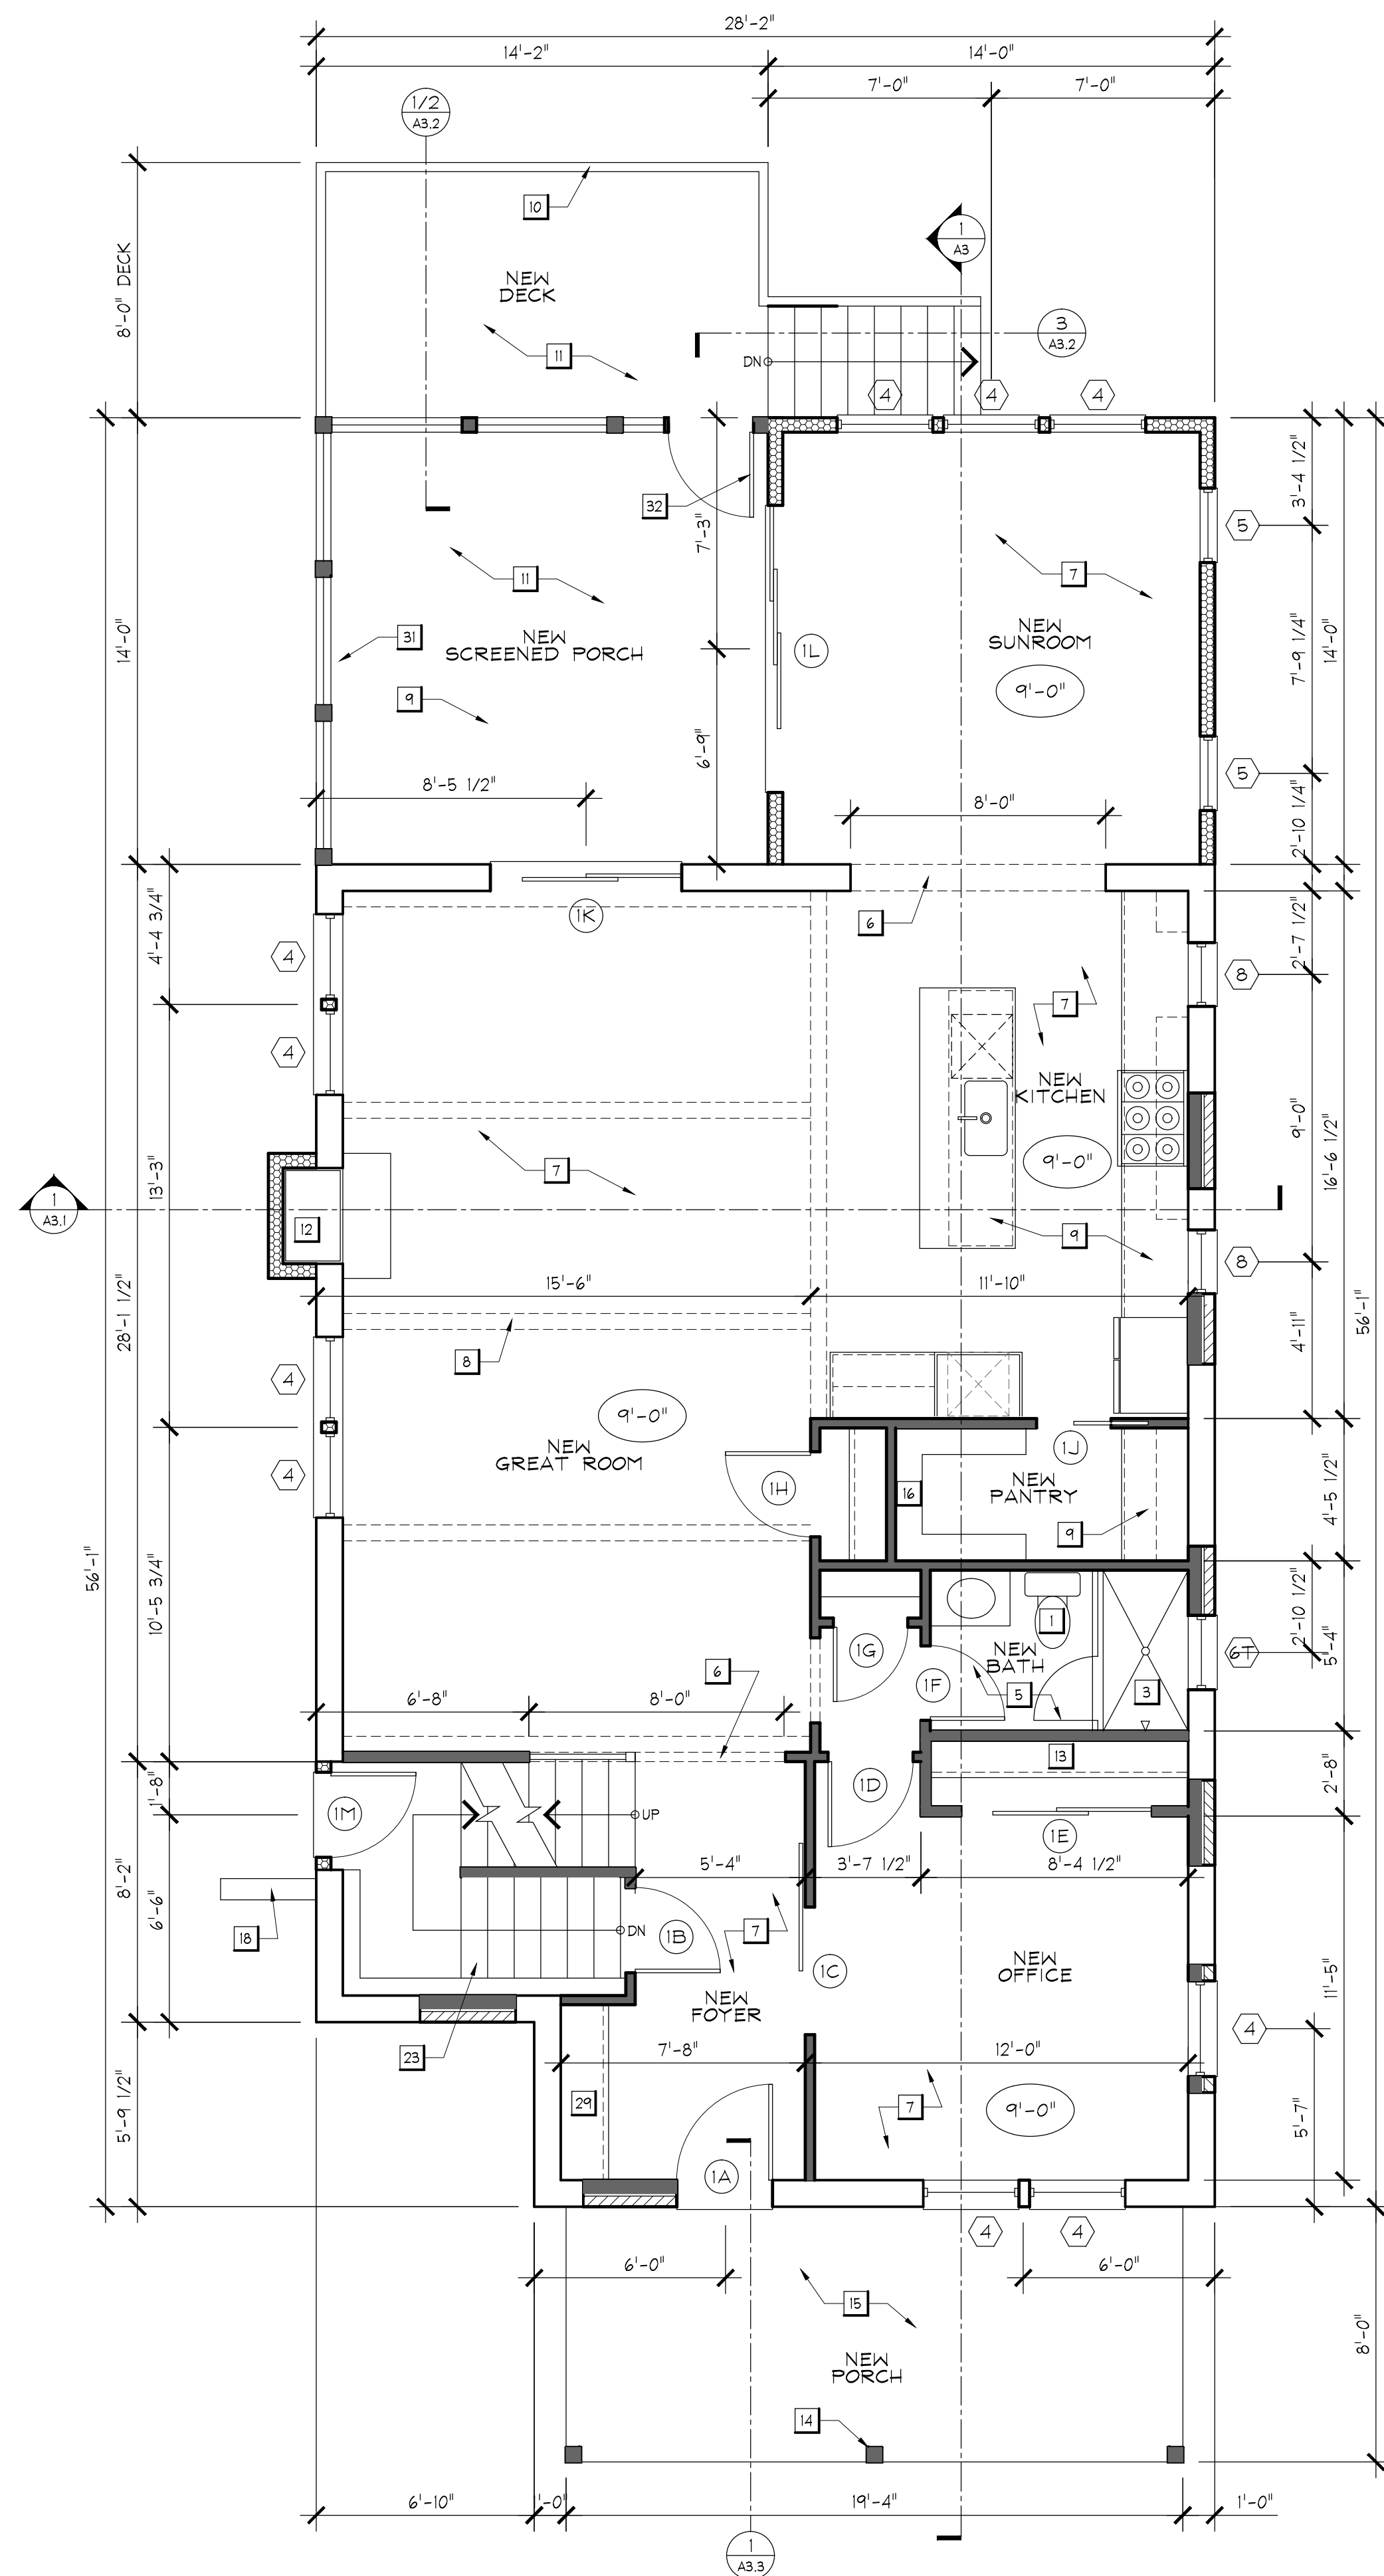 28'-2"
14'-2"
14'-0"
7'-0"
7'-0"
1/2
A3.2
10
8'-0" DECK
NEW
DECK
1
A3
11
3
A3.2
DN
4
4
4
32
7'-3"
3'-4 1/2"
5
11
7
14'-0"
31
NEW
SCREENED PORCH
1L
NEW
SUNROOM
9'-0"
7'-9 1/4"
14'-0"
9
6'-9"
8'-5 1/2"
8'-0"
5
2'-10 1/4"
4'-4 3/4"
1K
6
2'-7 1/2"
4
8
7
4
NEW
KITCHEN
9'-0"
9'-0"
16'-6 1/2"
13'-3"
7
1
A3.1
12
9
8
28'-1 1/2"
15'-6"
11'-10"
56'-1"
4'-11"
8
4
9'-0"
NEW
GREAT ROOM
1J
4
1H
16
NEW
PANTRY
4'-5 1/2"
9
56'-1"
10'-5 3/4"
2'-10 1/2"
1
1G
NEW
BATH
6T
5'-4"
6
1F
5
3
6'-8"
8'-0"
13
1'-8"
1M
UP
1D
2'-8"
1E
5'-4"
3'-7 1/2"
8'-4 1/2"
8'-2"
6'-6"
18
DN
1B
7
1C
NEW
OFFICE
11'-5"
NEW
FOYER
4
23
7'-8"
12'-0"
29
7
9'-0"
5'-9 1/2"
5'-7"
1A
4
4
6'-0"
6'-0"
15
NEW
PORCH
8'-0"
14
6'-10"
1'-0"
19'-4"
1'-0"
1
A3.3